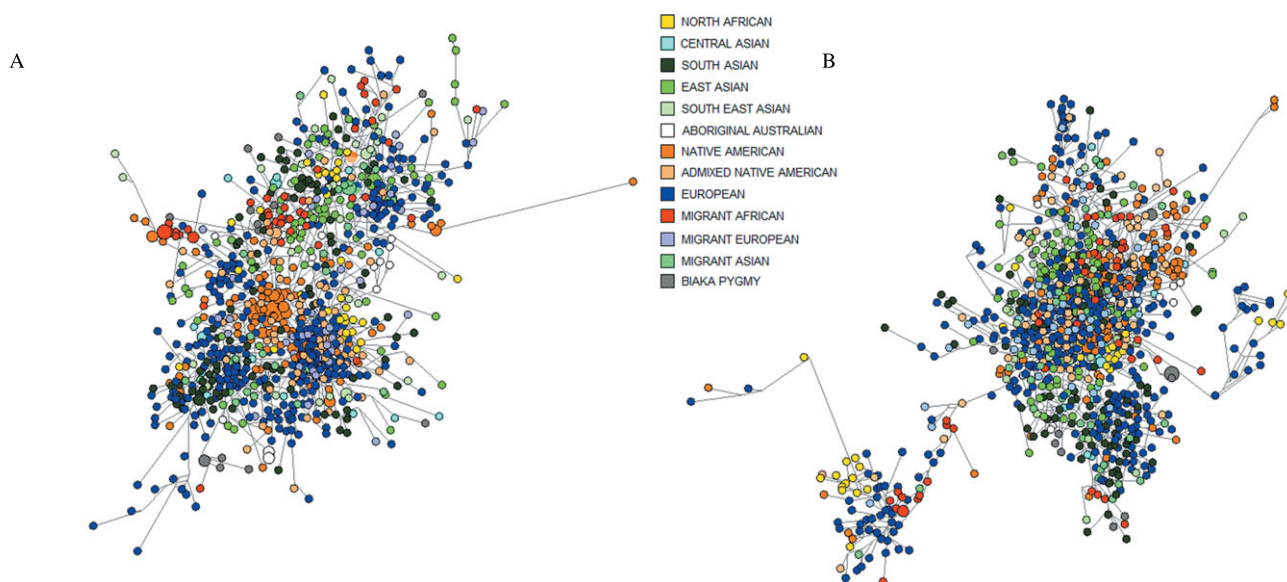 A
NORTH AFRICAN
CENTRAL ASIAN
SOUTH ASIAN
EAST ASIAN
SOUTH EAST ASIAN
ABORIGINAL AUSTRALIAN
NATIVE AMERICAN
ADMIXED NATIVE AMERICAN
EUROPEAN
MIGRANT AFRICAN
MIGRANT EUROPEAN
MIGRANT ASIAN
BIAKA PYGMY
B